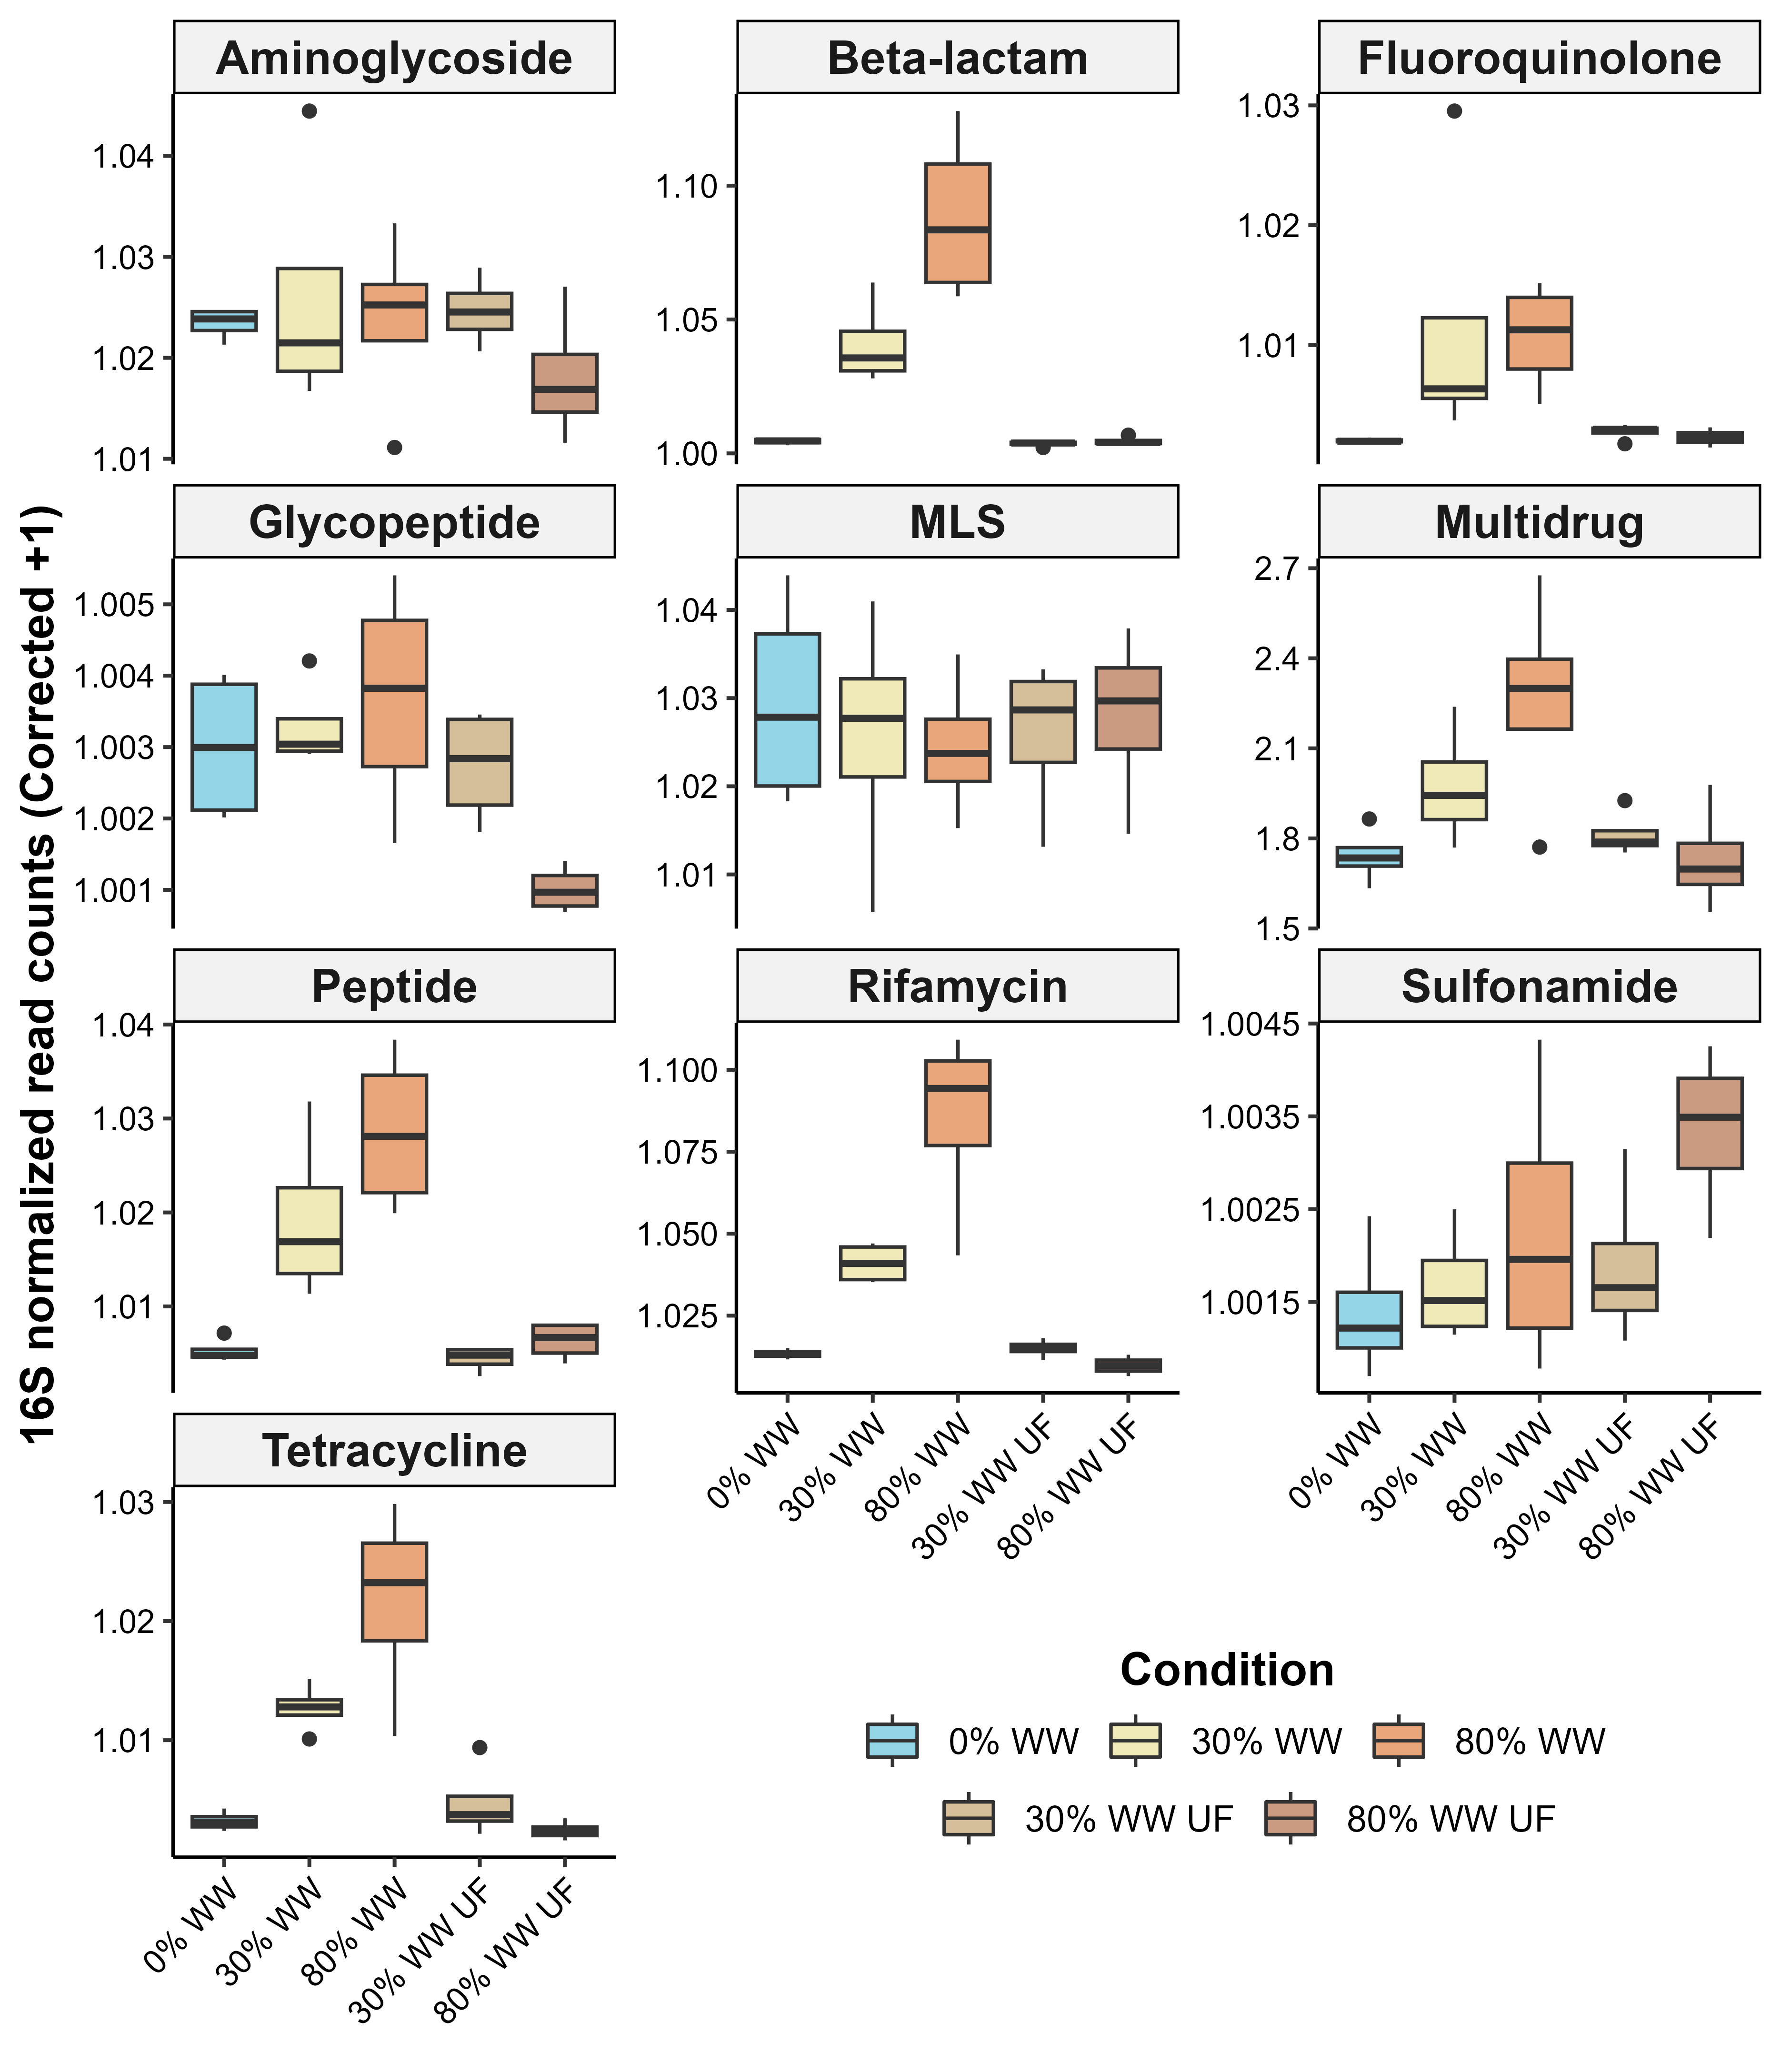 Aminoglycoside
Beta-lactam
Fluoroquinolone
1.04
1.03
1.02
1.01
1.10
1.05
1.00
1.03
1.02
1.01
Glycopeptide
MLS
Multidrug
1.005
1.004
1.003
1.002
1.001
1.04
1.03
1.02
1.01
2.7
2.4
2.1
1.8
1.5
16S normalized read counts (Corrected +1)
Peptide
Rifamycin
Sulfonamide
1.04
1.03
1.02
1.01
1.100
1.075
1.050
1.025
1.0045
1.0035
1.0025
1.0015
0% WW
30% WW
80% WW
30% WW UF
80% WW UF
0% WW
30% WW
80% WW
30% WW UF
80% WW UF
Tetracycline
1.03
1.02
1.01
0% WW
30% WW
80% WW
30% WW UF
80% WW UF
Condition
0% WW 30% WW 80% WW
30% WW UF 80% WW UF